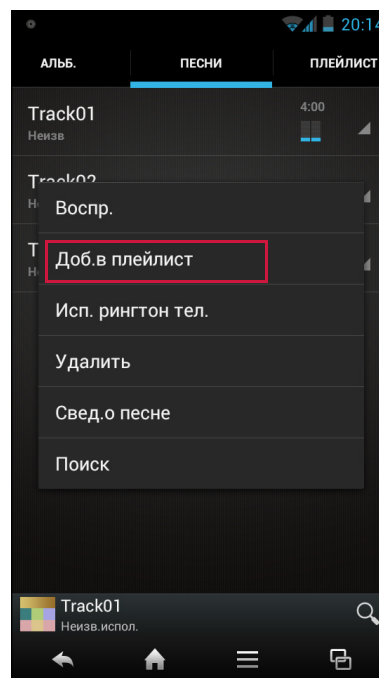 20:14
АЛЬБ. ПЕСНИ ПЛЕЙЛИСТ
Track01 4:00
Неизв
Track02
Воспр.
Доб.в плейлист
Исп. рингтон тел.
Удалить
Свед.о песне
Поиск
Track01
Неизв.испол.